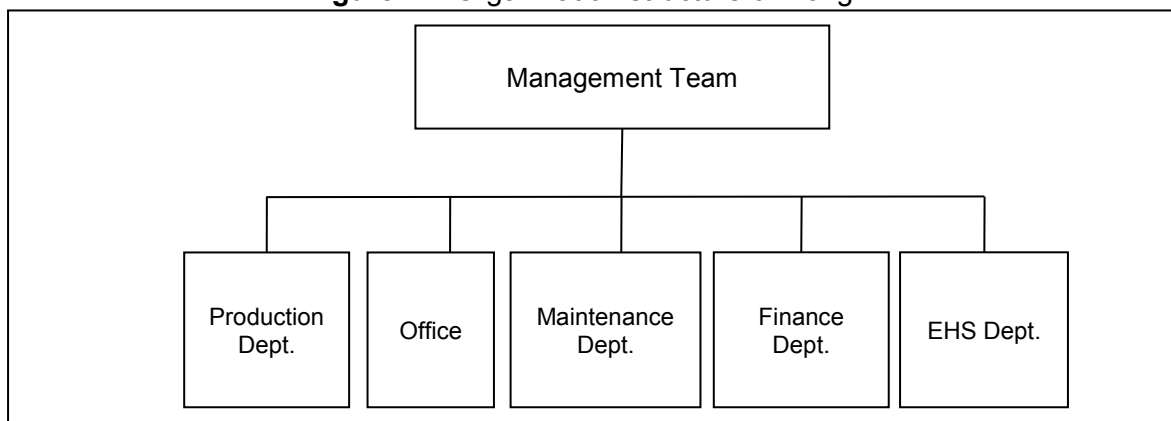 Management Team
Production
Dept.
Office
Maintenance
Dept.
Finance
Dept.
EHS Dept.